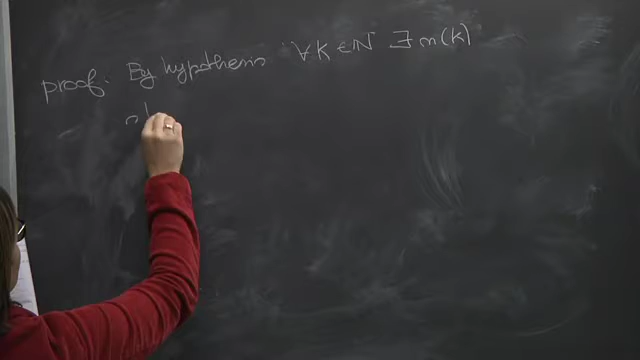 proof. By hypothesis ∀ K ∈ ℕ ∃ m(K)